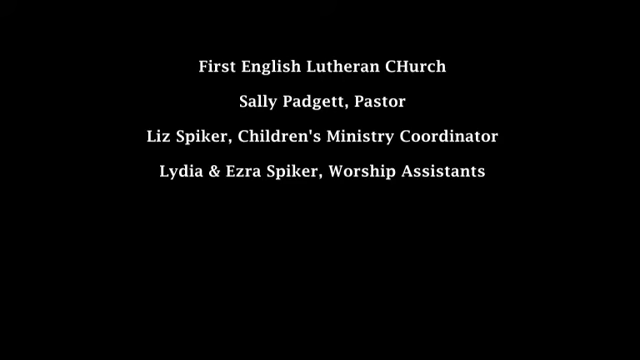 First English Lutheran CHurch
Sally Padgett, Pastor
Liz Spiker, Children's Ministry Coordinator
Lydia & Ezra Spiker, Worship Assistants